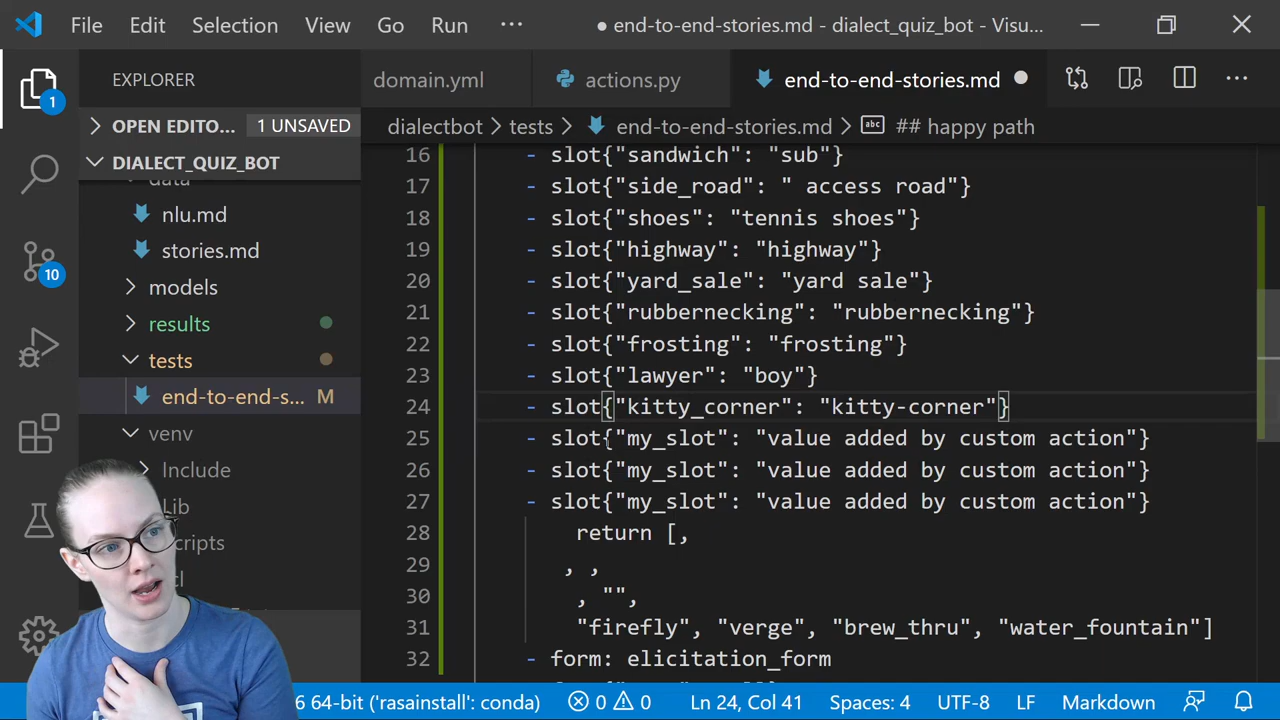 File Edit Selection View Go Run ··· ● end-to-end-stories.md - dialect_quiz_bot - Visu...
EXPLORER
domain.yml
actions.py
end-to-end-stories.md
1
OPEN EDITO... 1 UNSAVED
dialectbot > tests > end-to-end-stories.md > abc ## happy path
DIALECT_QUIZ_BOT
data
nlu.md
stories.md
models
results
tests
end-to-end-s... M
venv
Include
Lib
cripts
cl
10
16 - slot{"sandwich": "sub"}
17 - slot{"side_road": " access road"}
18 - slot{"shoes": "tennis shoes"}
19 - slot{"highway": "highway"}
20 - slot{"yard_sale": "yard sale"}
21 - slot{"rubbernecking": "rubbernecking"}
22 - slot{"frosting": "frosting"}
23 - slot{"lawyer": "boy"}
24 - slot{"kitty_corner": "kitty-corner"}
25 - slot{"my_slot": "value added by custom action"}
26 - slot{"my_slot": "value added by custom action"}
27 - slot{"my_slot": "value added by custom action"}
28 return [,
29 , ,
30 , "",
31 "firefly", "verge", "brew_thru", "water_fountain"]
32 - form: elicitation_form
6 64-bit ('rasainstall': conda) 0 0 Ln 24, Col 41 Spaces: 4 UTF-8 LF Markdown